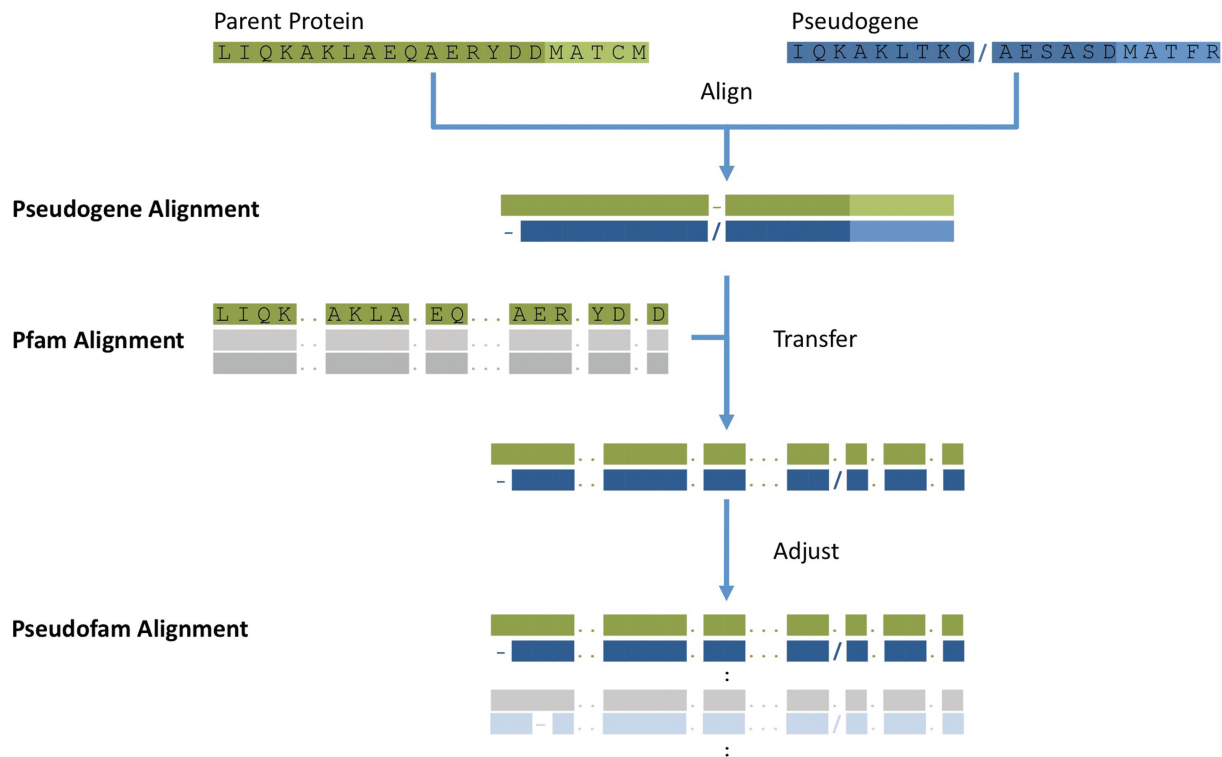 Parent Protein
Pseudogene
LIQKAKLAEQAERYDDMATCM
IQKAKLTKQ/AESASDMATFR
Align
Pseudogene Alignment
-
- /
LIQK..AKLA.EQ...AER.YD.D
Pfam Alignment
.. . ... . .
.. . ... . .
Transfer
.. . ... . . .
- .. . ... / . .
Adjust
Pseudofam Alignment
.. . ... . . .
- .. . ... / . .
:
.. . ... . . .
- .. . ... / . .
: